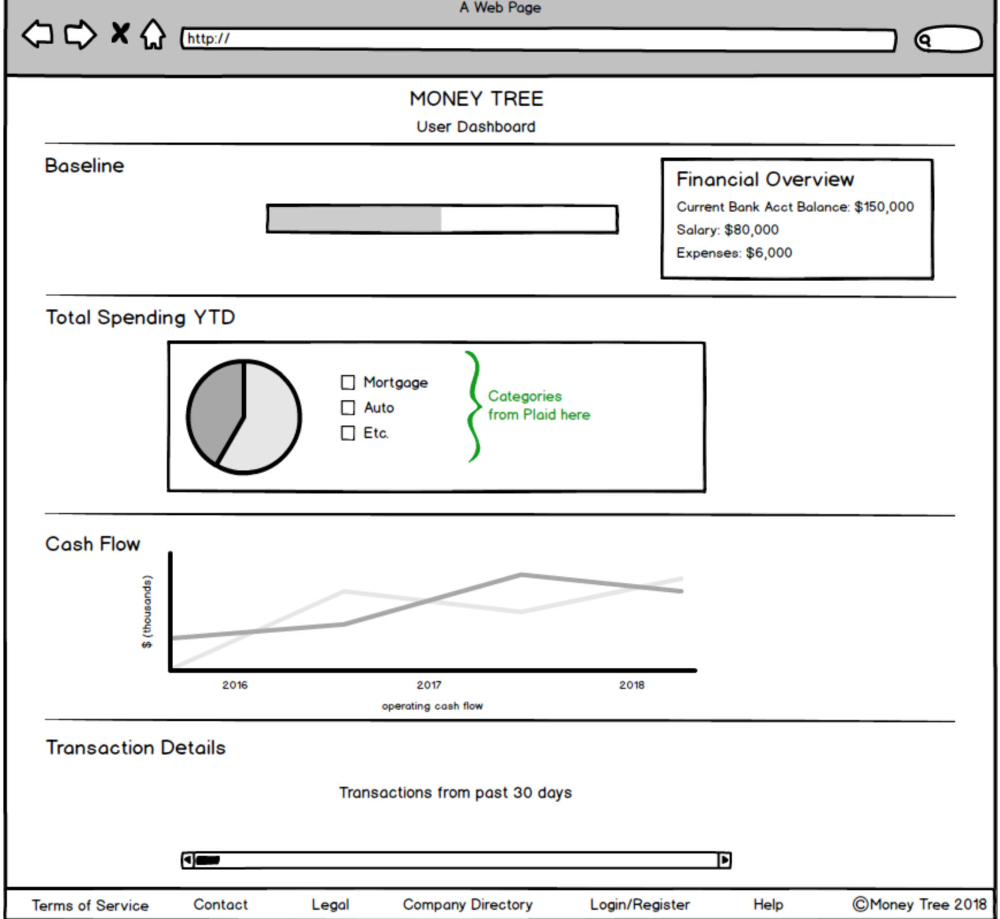 A Web Page
http://
MONEY TREE
User Dashboard
Baseline
Financial Overview
Current Bank Acct Balance: $150,000
Salary: $80,000
Expenses: $6,000
Total Spending YTD
Mortgage
Auto
Etc.
Categories
from Plaid here
Cash Flow
$ (thousands)
2016 2017 2018
operating cash flow
Transaction Details
Transactions from past 30 days
Terms of Service Contact Legal Company Directory Login/Register Help ©Money Tree 2018